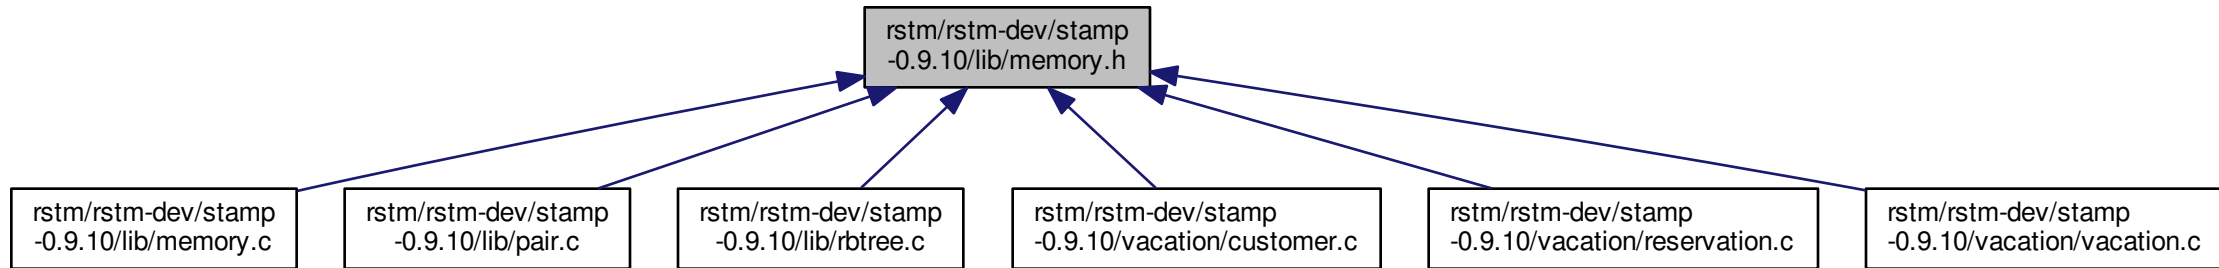 rstm/rstm-dev/stamp
-0.9.10/lib/memory.h
rstm/rstm-dev/stamp
-0.9.10/lib/memory.c
rstm/rstm-dev/stamp
-0.9.10/lib/pair.c
rstm/rstm-dev/stamp
-0.9.10/lib/rbtree.c
rstm/rstm-dev/stamp
-0.9.10/vacation/customer.c
rstm/rstm-dev/stamp
-0.9.10/vacation/reservation.c
rstm/rstm-dev/stamp
-0.9.10/vacation/vacation.c